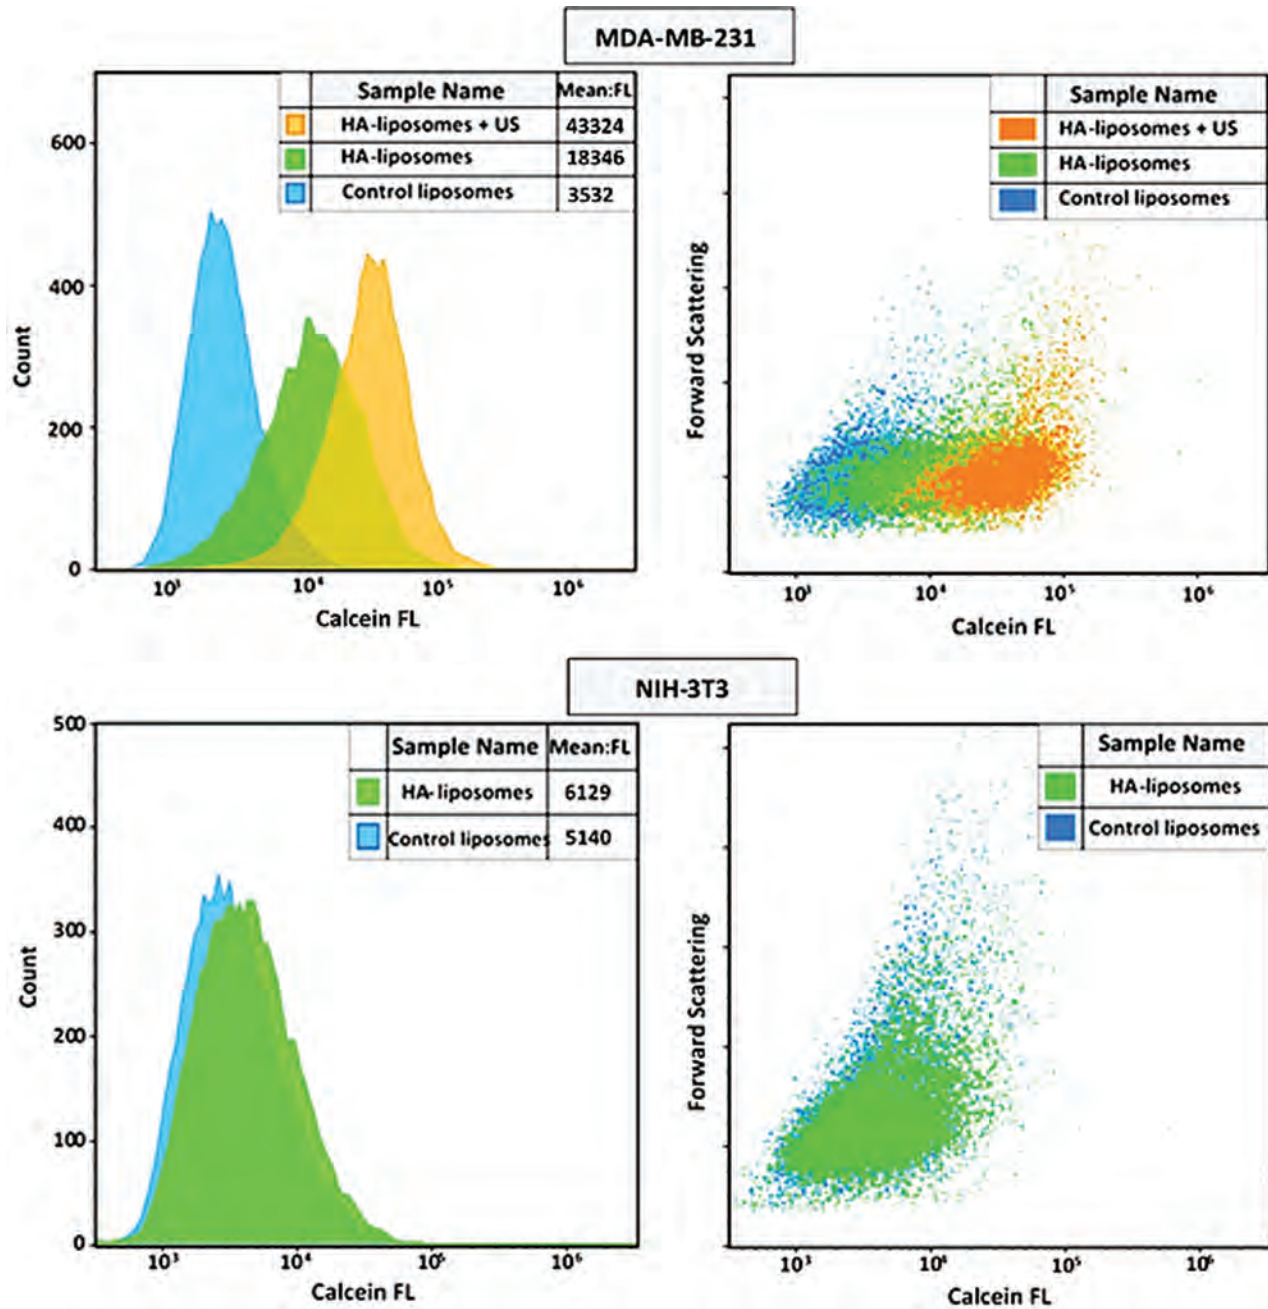 MDA-MB-231
Sample Name Mean:FL
HA-liposomes + US 43324
HA-liposomes 18346
Control liposomes 3532
600
400
200
0
Count
10³ 10⁴ 10⁵ 10⁶
Calcein FL
Sample Name
HA-liposomes + US
HA-liposomes
Control liposomes
Forward Scattering
10³ 10⁴ 10⁵ 10⁶
Calcein FL
NIH-3T3
500
400
300
200
100
0
Count
Sample Name Mean:FL
HA-liposomes 6129
Control liposomes 5140
10³ 10⁴ 10⁵ 10⁶
Calcein FL
Sample Name
HA-liposomes
Control liposomes
Forward Scattering
10³ 10⁴ 10⁵ 10⁶
Calcein FL